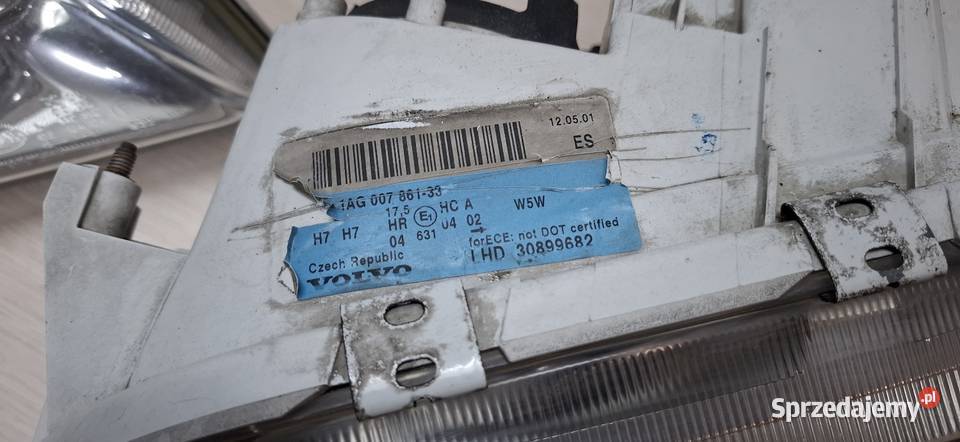 12.05.01
ES
1AG 007 861-33
17,5 HC A W5W
H7 H7 HR E1 04 02
04 631
forECE: not DOT certified
Czech Republic LHD 30899682
VOLVO
Sprzedajemy.pl